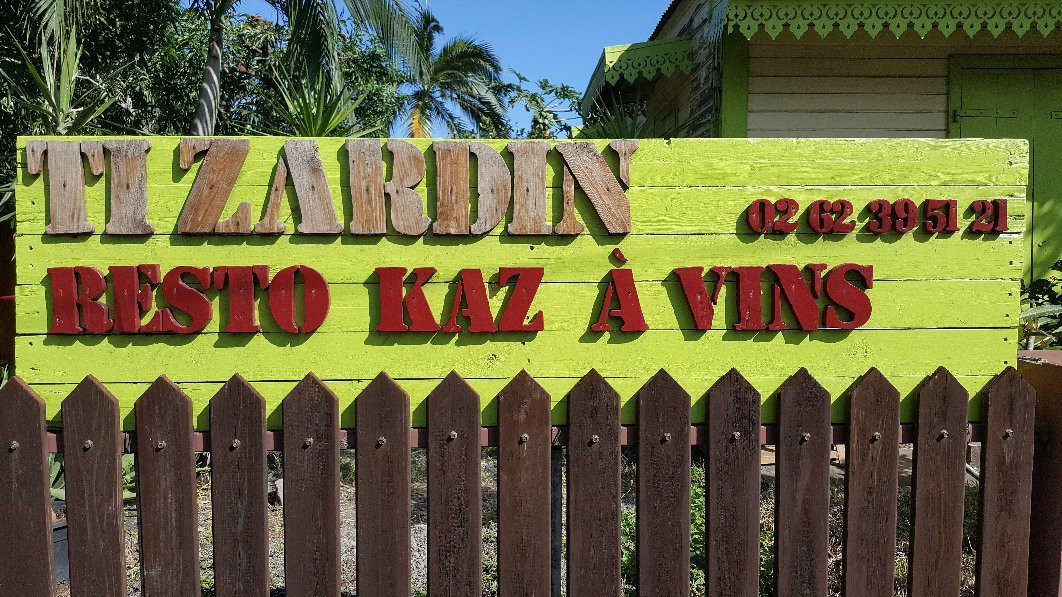 TI ZARDIN
02 62 39 51 21
RESTO KAZ À VINS